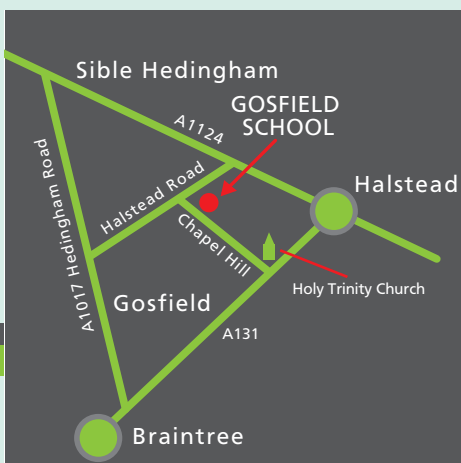 Sible Hedingham
A1124
GOSFIELD
SCHOOL
Halstead
Halstead Road
Chapel Hill
A1017 Hedingham Road
Holy Trinity Church
Gosfield
A131
Braintree